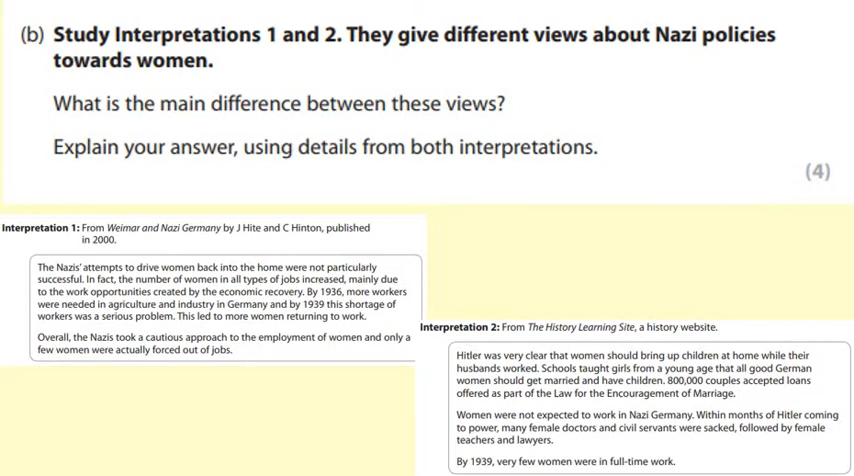 (b) Study Interpretations 1 and 2. They give different views about Nazi policies
towards women.
What is the main difference between these views?
Explain your answer, using details from both interpretations.
(4)
Interpretation 1: From Weimar and Nazi Germany by J Hite and C Hinton, published
in 2000.
The Nazis' attempts to drive women back into the home were not particularly
successful. In fact, the number of women in all types of jobs increased, mainly due
to the work opportunities created by the economic recovery. By 1936, more workers
were needed in agriculture and industry in Germany and by 1939 this shortage of
workers was a serious problem. This led to more women returning to work.
Overall, the Nazis took a cautious approach to the employment of women and only a
few women were actually forced out of jobs.
Interpretation 2: From The History Learning Site, a history website.
Hitler was very clear that women should bring up children at home while their
husbands worked. Schools taught girls from a young age that all good German
women should get married and have children. 800,000 couples accepted loans
offered as part of the Law for the Encouragement of Marriage.
Women were not expected to work in Nazi Germany. Within months of Hitler coming
to power, many female doctors and civil servants were sacked, followed by female
teachers and lawyers.
By 1939, very few women were in full-time work.